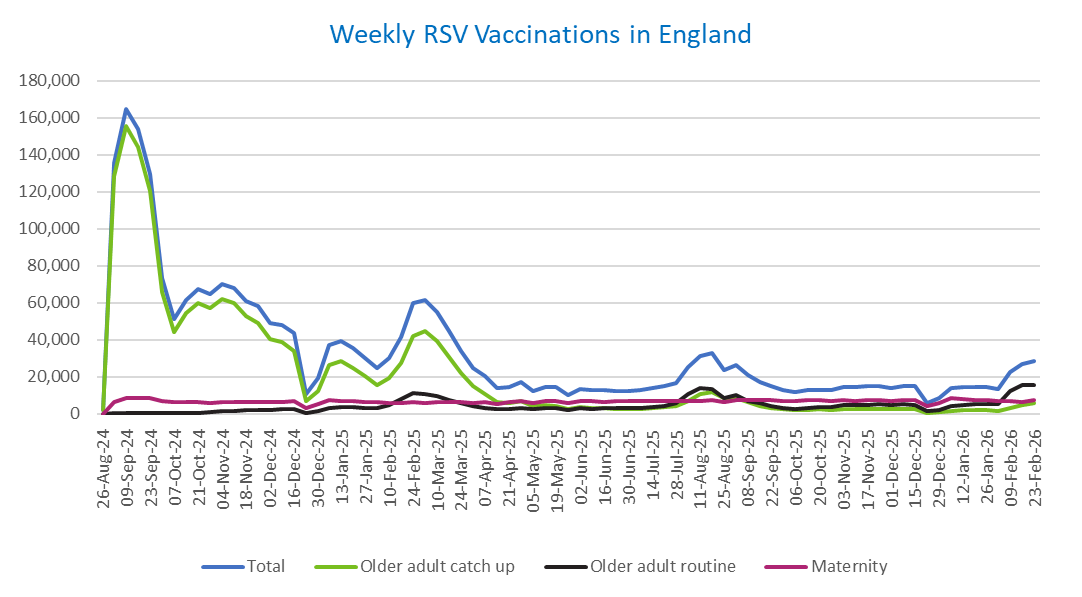 Weekly RSV Vaccinations in England
180,000
160,000
140,000
120,000
100,000
80,000
60,000
40,000
20,000
0
26-Aug-24
09-Sep-24
23-Sep-24
07-Oct-24
21-Oct-24
04-Nov-24
18-Nov-24
02-Dec-24
16-Dec-24
30-Dec-24
13-Jan-25
27-Jan-25
10-Feb-25
24-Feb-25
10-Mar-25
24-Mar-25
07-Apr-25
21-Apr-25
05-May-25
19-May-25
02-Jun-25
16-Jun-25
30-Jun-25
14-Jul-25
28-Jul-25
11-Aug-25
25-Aug-25
08-Sep-25
22-Sep-25
06-Oct-25
20-Oct-25
03-Nov-25
17-Nov-25
01-Dec-25
15-Dec-25
29-Dec-25
12-Jan-26
26-Jan-26
09-Feb-26
23-Feb-26
Total
Older adult catch up
Older adult routine
Maternity